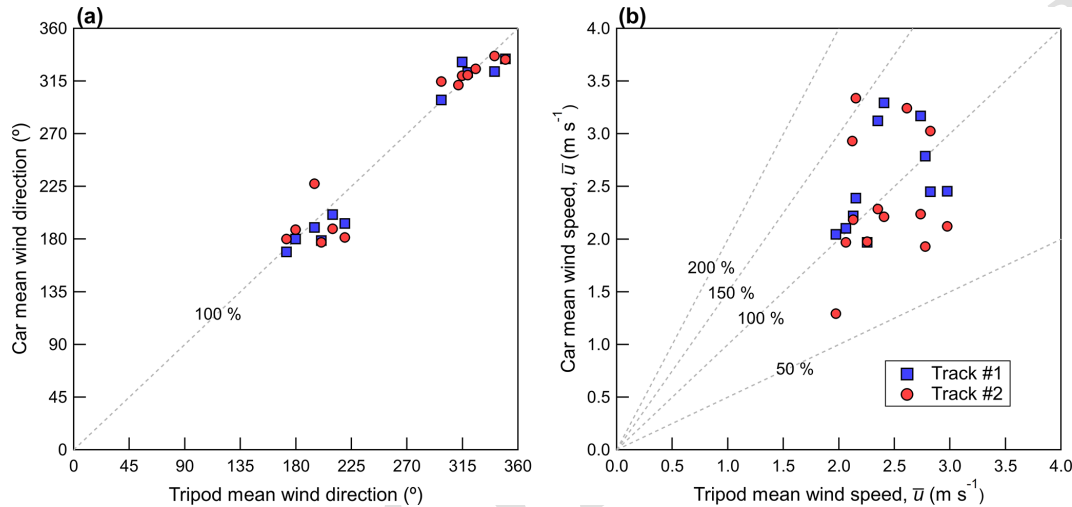 (a)
360
315
270
225
180
135
90
45
0
Car mean wind direction (º)
100 %
0 45 90 135 180 225 270 315 360
Tripod mean wind direction (º)
(b)
4.0
3.5
3.0
2.5
2.0
1.5
1.0
0.5
0.0
Car mean wind speed, u̅ (m s⁻¹)
200 %
150 %
100 %
50 %
Track #1
Track #2
0.0 0.5 1.0 1.5 2.0 2.5 3.0 3.5 4.0
Tripod mean wind speed, u̅ (m s⁻¹)